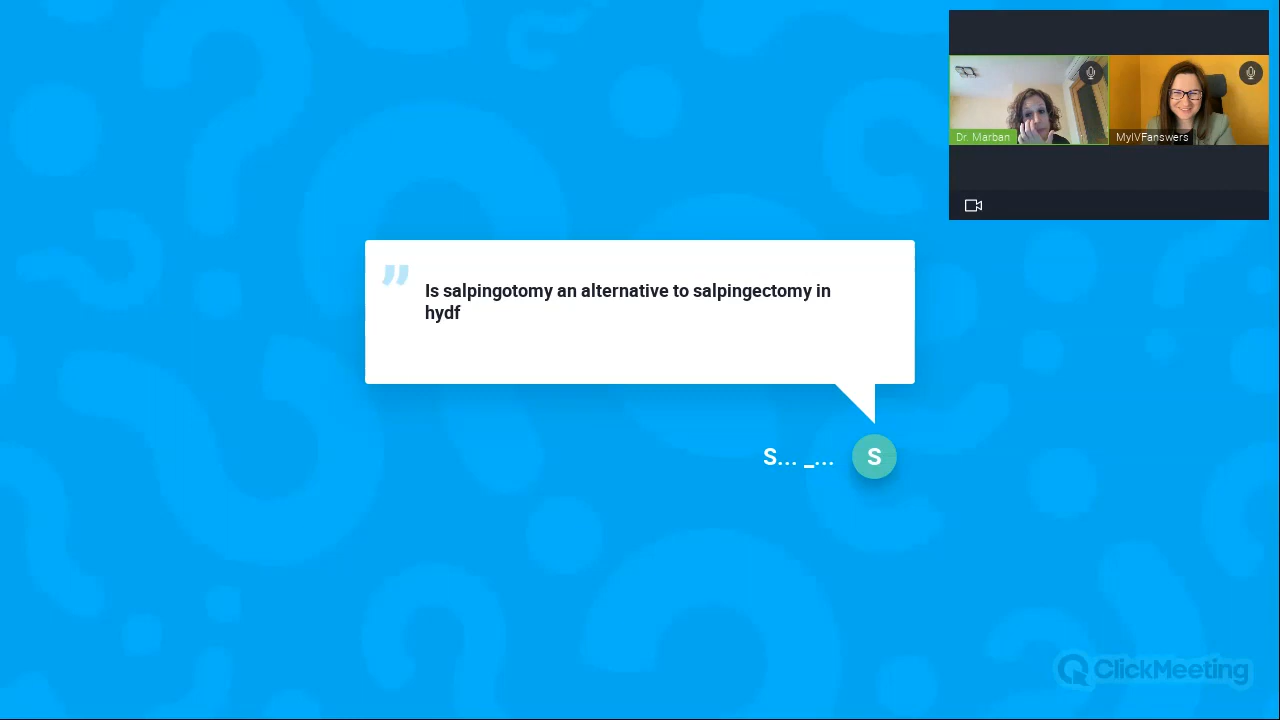 Dr. Marban
MyIVFanswers
” Is salpingotomy an alternative to salpingectomy in
hydf
S... _... S
ClickMeeting